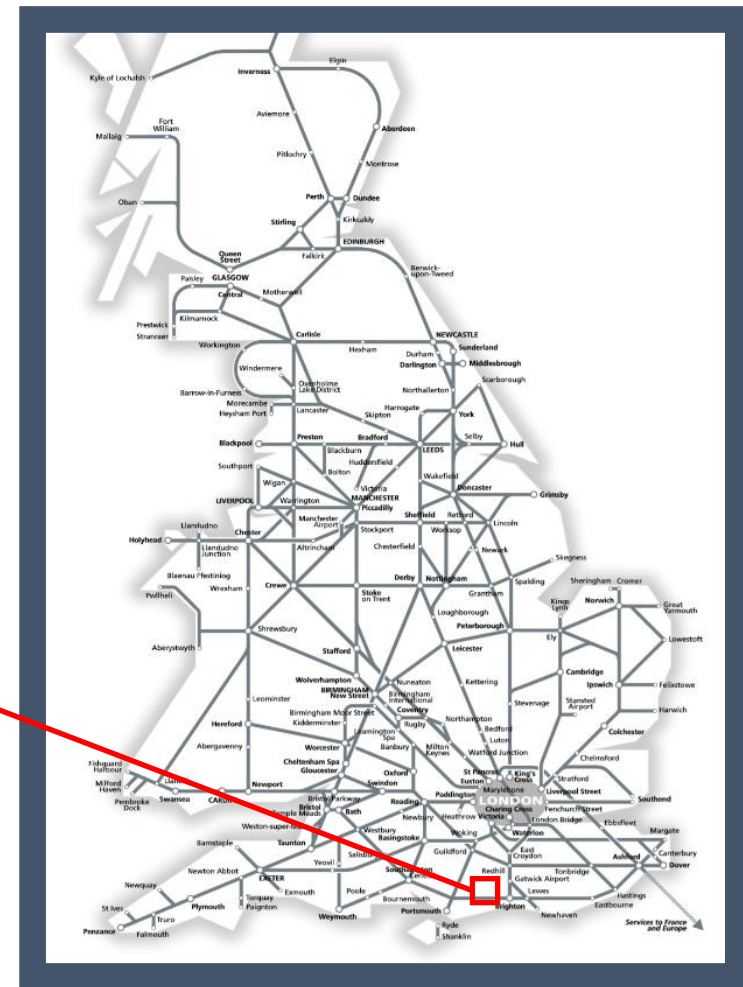 Elgin
Kyle of Lochalsh
Inverness
Aviemore
Fort
William
Mallaig
Aberdeen
Pitlochry
Montrose
Perth
Dundee
Oban
Kirkcaldy
Stirling
EDINBURGH
Queen
Street
Falkirk
Berwick-
upon-Tweed
Paisley
GLASGOW
Central
Motherwell
Kilmarnock
Prestwick
Stranraer
Carlisle
NEWCASTLE
Workington
Hexham
Sunderland
Durham
Darlington
Middlesbrough
Windermere
Oxenholme
Lake District
Scarborough
Barrow-in-Furness
Northallerton
Morecambe
Heysham Port
Lancaster
Harrogate
Skipton
York
Blackpool
Preston
Bradford
Selby
Hull
Blackburn
LEEDS
Southport
Huddersfield
Bolton
Wakefield
Wigan
Victoria
Doncaster
LIVERPOOL
Warrington
MANCHESTER
Piccadilly
Grimsby
Manchester
Airport
Sheffield
Retford
Llandudno
Stockport
Worksop
Lincoln
Holyhead
Chester
Llandudno
Junction
Altrincham
Chesterfield
Newark
Skegness
Blaenau Ffestiniog
Pwllheli
Wrexham
Crewe
Stoke
on Trent
Derby
Nottingham
Grantham
Spalding
Sheringham
Cromer
Kings
Lynn
Norwich
Great
Yarmouth
Loughborough
Shrewsbury
Peterborough
Ely
Aberystwyth
Stafford
Leicester
Lowestoft
Wolverhampton
Cambridge
BIRMINGHAM
New Street
Nuneaton
Kettering
Ipswich
Felixstowe
Leominster
Birmingham
International
Stevenage
Stansted
Airport
Birmingham Moor Street
Coventry
Harwich
Hereford
Kidderminster
Rugby
Northampton
Leamington
Spa
Bedford
Colchester
Abergavenny
Worcester
Banbury
Milton
Keynes
Luton
Watford Junction
Chelmsford
Fishguard
Harbour
Cheltenham Spa
Gloucester
Oxford
St Pancras
King's
Cross
Stratford
Milford
Haven
Swindon
Euston
Marylebone
Liverpool Street
Pembroke
Dock
Swansea
Newport
Reading
Paddington
LONDON
Southend
Bristol
Temple Meads
Bath
Newbury
Heathrow
Victoria
Charing Cross
Fenchurch Street
London Bridge
Ebbsfleet
Weston-super-
Westbury
Basingstoke
Woking
Waterloo
Margate
Barnstaple
Taunton
Guildford
East
Croydon
Canterbury
Newton Abbot
Yeovil
Redhill
Tonbridge
Ashford
Dover
Newquay
EXETER
Gatwick Airport
Exmouth
Poole
Lewes
Hastings
St Ives
Plymouth
Torquay
Paignton
Bournemouth
Portsmouth
Brighton
Eastbourne
Truro
Weymouth
Newhaven
Penzance
Falmouth
Ryde
Shanklin
Services to France
and Europe